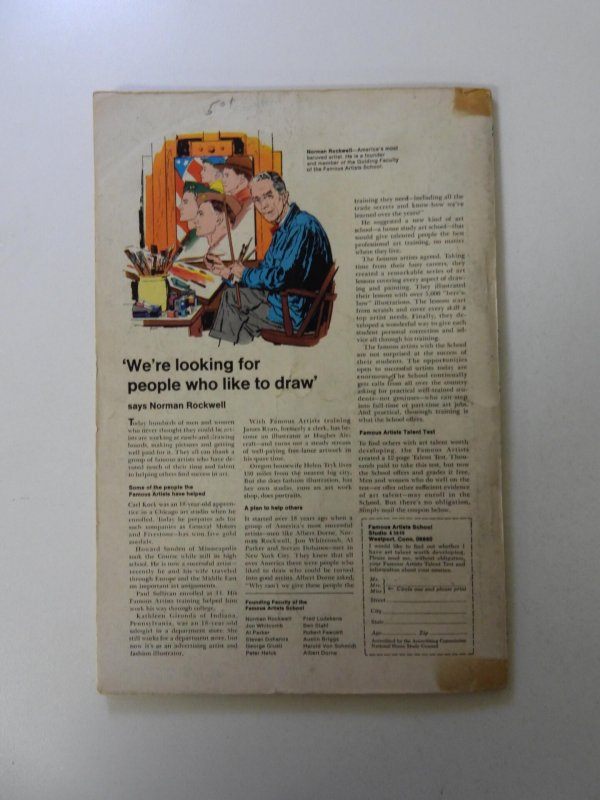 50¢
Norman Rockwell—America's most
beloved artist. He is a founder
and member of the Guiding Faculty
of the Famous Artists School.
'We're looking for
people who like to draw'
says Norman Rockwell
Today hundreds of men and women
who never thought they could be artists
are working at easels and drawing
boards, making pictures and getting
well paid for it. They all can thank a
group of famous artists who have devoted
much of their time and talent
to helping others find success in art.
Some of the people the
Famous Artists have helped
Carl Kock was an 18-year-old apprentice
in a Chicago art studio when he
enrolled. Today he prepares ads for
such companies as General Motors
and Firestone—has won five gold
medals.
Howard Sanden of Minneapolis
took the Course while still in high
school. He is now a successful artist—
recently he and his wife traveled
through Europe and the Middle East
on important art assignments.
Paul Sullivan enrolled at 14. His
Famous Artists training helped him
work his way through college.
Kathleen Gironda of Indiana,
Pennsylvania, was an 18-year-old
salesgirl in a department store. She
still works for a department store, but
now it's as an advertising artist and
fashion illustrator.
With Famous Artists training
James Ryan, formerly a clerk, has become
an illustrator at Hughes Aircraft—and
turns out a steady stream
of well-paying free-lance artwork in
his spare time.
Oregon housewife Helen Tryk lives
150 miles from the nearest big city.
But she does fashion illustration, has
her own studio, runs an art work
shop, does portraits.
A plan to help others
It started over 18 years ago when a
group of America's most successful
artists—men like Albert Dorne, Norman
Rockwell, Jon Whitcomb, Al
Parker and Stevan Dohanos—met in
New York City. They knew that all
over America there were people who
liked to draw who could be turned
into good artists. Albert Dorne asked,
"Why can't we give these people the
Founding Faculty of the
Famous Artists School
Norman Rockwell
Jon Whitcomb
Al Parker
Stevan Dohanos
George Giusti
Peter Helck
Fred Ludekens
Ben Stahl
Robert Fawcett
Austin Briggs
Harold Von Schmidt
Albert Dorne
training they need—including all the
trade secrets and know-how we've
learned over the years?"
He suggested a new kind of art
school—a home study art school—that
would give talented people the best
professional art training, no matter
where they live.
The famous artists agreed. Taking
time from their busy careers, they
created a remarkable series of art
lessons covering every aspect of drawing
and painting. They illustrated
their lessons with over 5,000 "here's
how" illustrations. The lessons start
from scratch and cover every skill a
top artist needs. Finally, they developed
a wonderful way to give each
student personal correction and advice
all through his training.
The famous artists with the School
are not surprised at the success of
their students. The opportunities
open to successful artists today are
enormous. The School continually
gets calls from all over the country
asking for practical well-trained students—not
geniuses—who can step
into full-time or part-time art jobs.
And practical, thorough training is
what the School offers.
Famous Artists Talent Test
To find others with art talent worth
developing, the Famous Artists
created a 12-page Talent Test. Thousands
paid to take this test, but now
the School offers and grades it free.
Men and women who do well on the
test—or offer other sufficient evidence
of art talent—may enroll in the
School. But there's no obligation.
Simply mail the coupon below.
Famous Artists School
Studio
Westport, Conn. 06880
I would like to find out whether I
have art talent worth developing.
Please send me, without obligation,
your Famous Artists Talent Test and
information about your courses.
Mr.
Mrs.
Miss
Circle one and please print
Street
City
State
Age Zip
Accredited by the Accrediting Commission
National Home Study Council